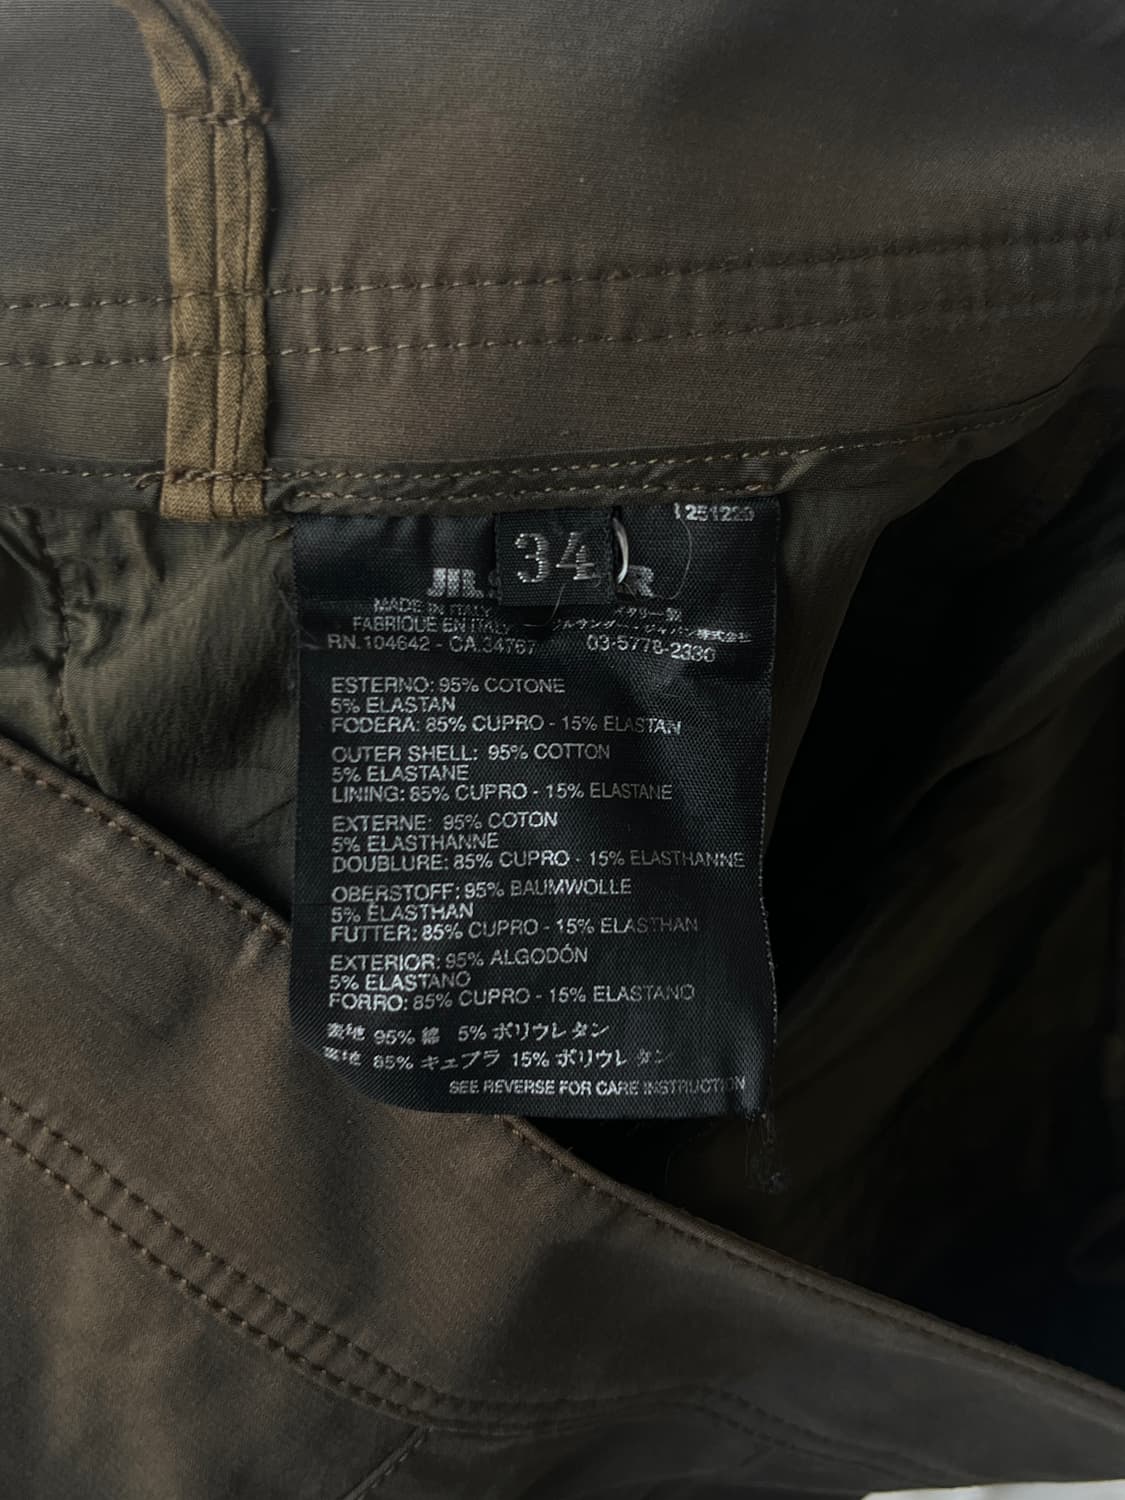 251229
34
MADE IN ITALY
FABRIQUÉ EN ITALY
RN.104642 - CA.34767 03-5778-2336
ESTERNO: 95% COTONE
5% ELASTAN
FODERA: 85% CUPRO - 15% ELASTAN
OUTER SHELL: 95% COTTON
5% ELASTANE
LINING: 85% CUPRO - 15% ELASTANE
EXTERNE: 95% COTON
5% ELASTHANNE
DOUBLURE: 85% CUPRO - 15% ELASTHANNE
OBERSTOFF: 95% BAUMWOLLE
5% ELASTHAN
FUTTER: 85% CUPRO - 15% ELASTHAN
EXTERIOR: 95% ALGODÓN
5% ELASTANO
FORRO: 85% CUPRO - 15% ELASTANO
表地 95% 綿 5% ポリウレタン
裏地 85% キュプラ 15% ポリウレタン
SEE REVERSE FOR CARE INSTRUCTION